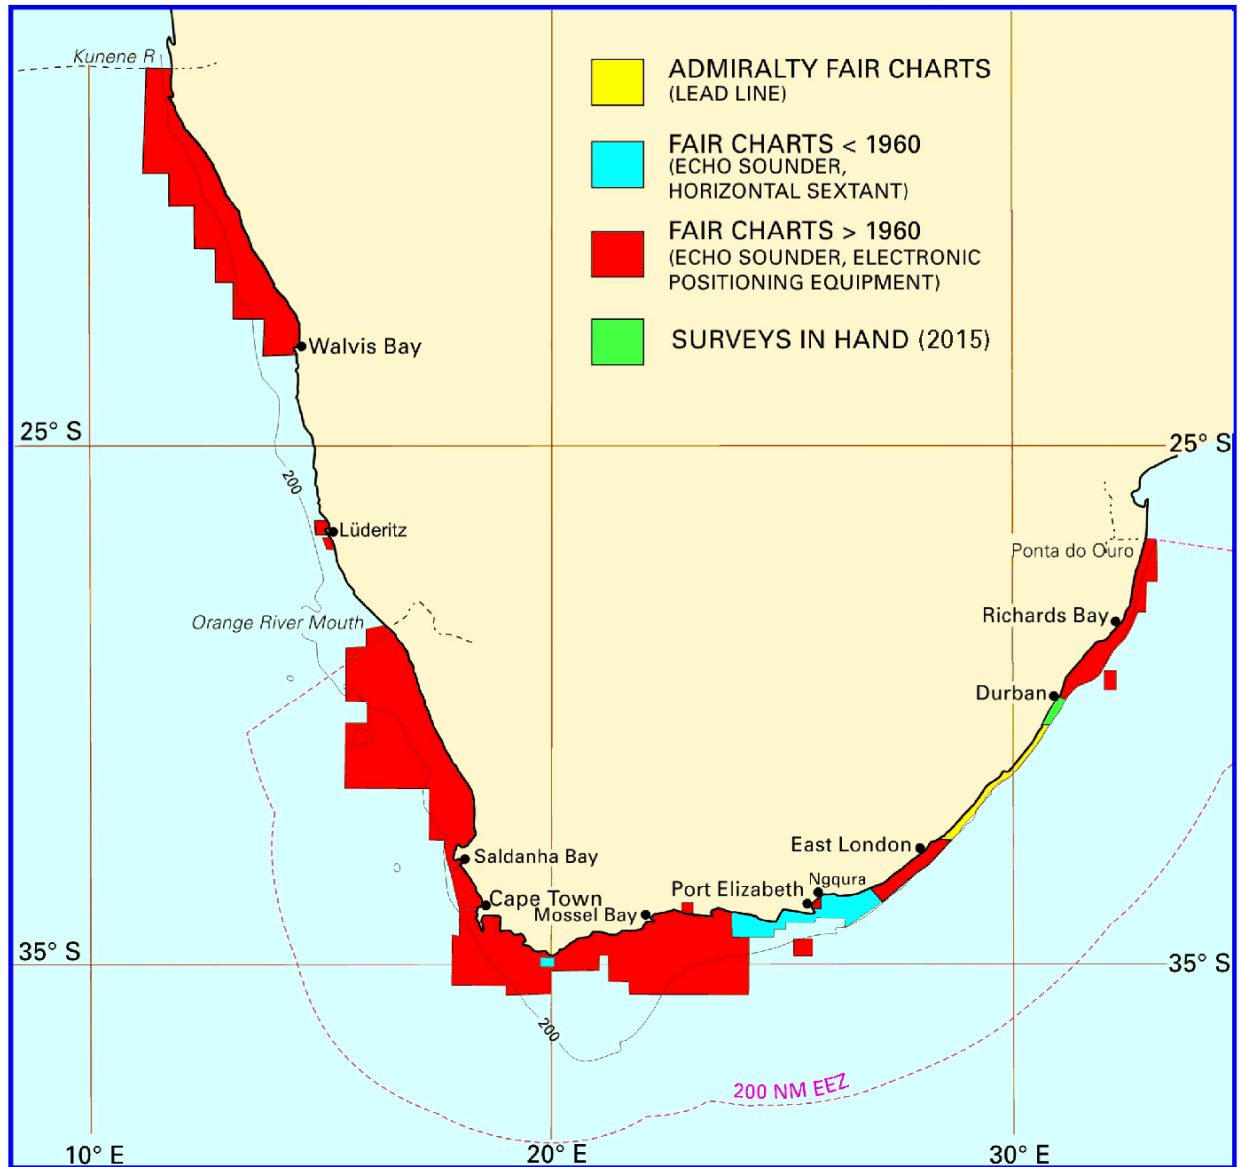 Kunene R
ADMIRALTY FAIR CHARTS
(LEAD LINE)
FAIR CHARTS < 1960
(ECHO SOUNDER,
HORIZONTAL SEXTANT)
FAIR CHARTS > 1960
(ECHO SOUNDER, ELECTRONIC
POSITIONING EQUIPMENT)
SURVEYS IN HAND (2015)
Walvis Bay
25° S
25° S
200
Lüderitz
Ponta do Ouro
Orange River Mouth
Richards Bay
Durban
East London
Saldanha Bay
Ngqura
Port Elizabeth
Cape Town
Mossel Bay
35° S
35° S
200
200 NM EEZ
10° E
20° E
30° E